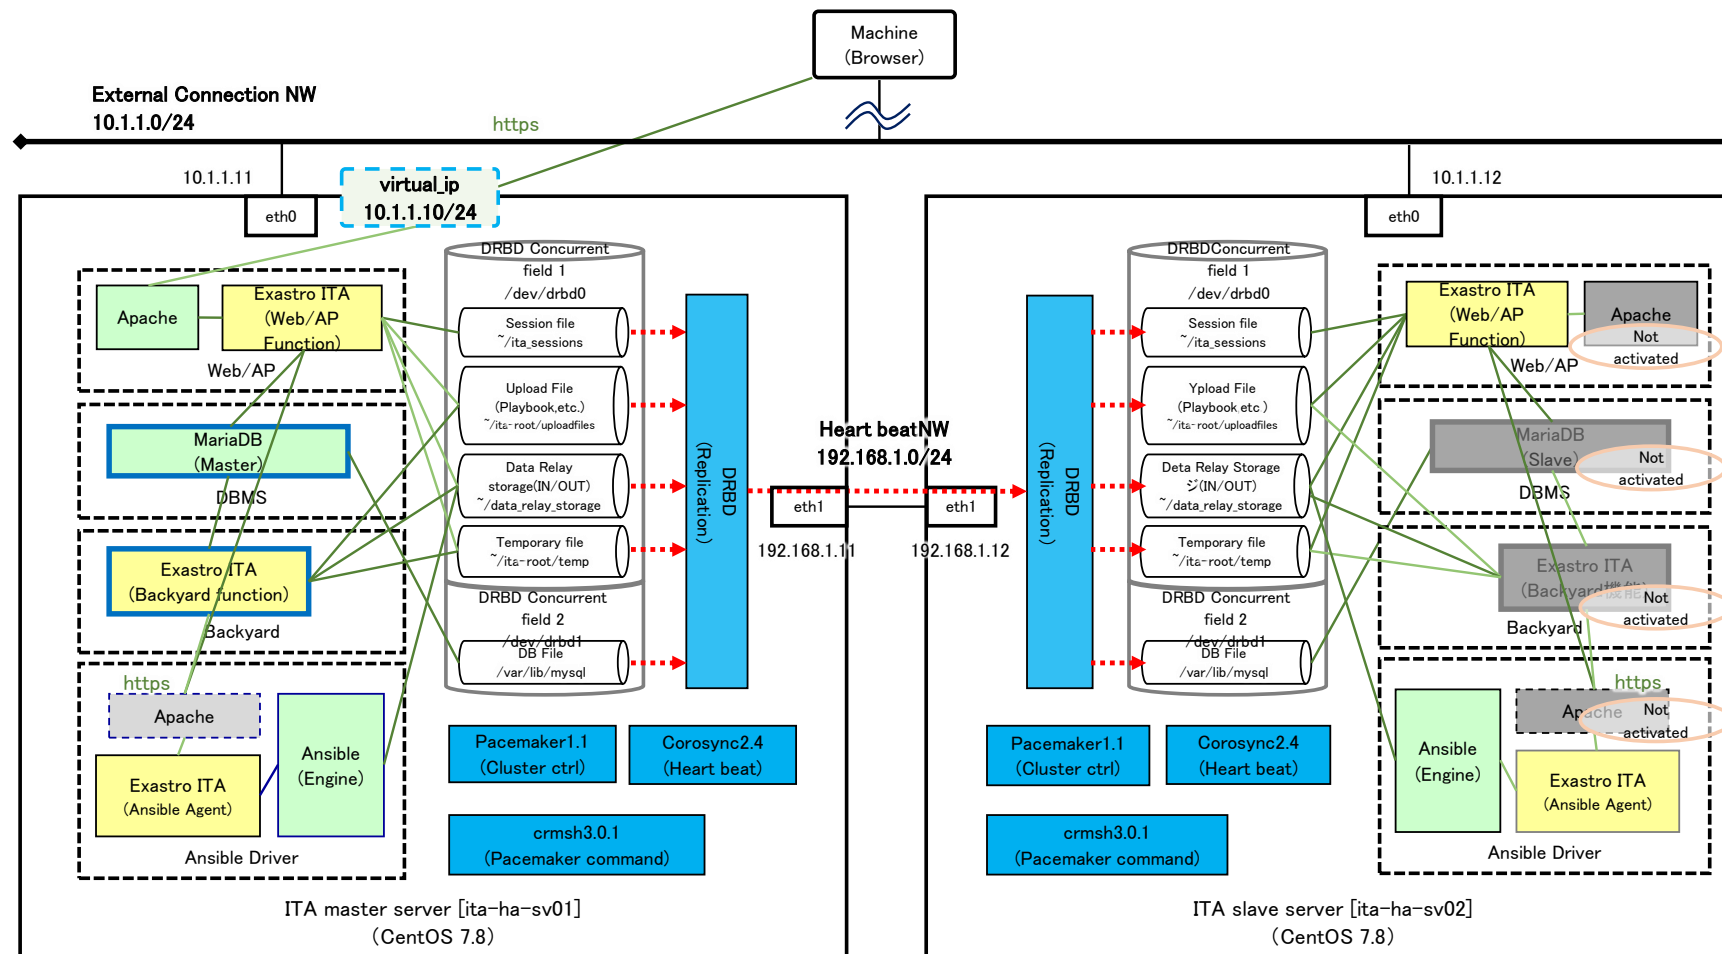 Machine
(Browser)
External Connection NW
10.1.1.0/24
https
10.1.1.11
virtual_ip
10.1.1.10/24
eth0
10.1.1.12
eth0
Apache
Exastro ITA
(Web/AP
Function)
Web/AP
MariaDB
(Master)
DBMS
Exastro ITA
(Backyard function)
Backyard
https
Apache
Exastro ITA
(Ansible Agent)
Ansible
(Engine)
Ansible Driver
DRBD Concurrent
field 1
/dev/drbd0
Session file
~/ita_sessions
Upload File
(Playbook,etc.)
~/ita-root/uploadfiles
Data Relay
storage(IN/OUT)
~/data_relay_storage
Temporary file
~/ita-root/temp
DRBD Concurrent
field 2
/dev/drbd1
DB File
/var/lib/mysql
DRBD
(Replication)
Pacemaker1.1
(Cluster ctrl)
Corosync2.4
(Heart beat)
crmsh3.0.1
(Pacemaker command)
ITA master server [ita-ha-sv01]
(CentOS 7.8)
Heart beatNW
192.168.1.0/24
eth1
eth1
192.168.1.11
192.168.1.12
DRBD
(Replication)
DRBDConcurrent
field 1
/dev/drbd0
Session file
~/ita_sessions
Ypload File
(Playbook etc )
~/ita-root/uploadfiles
Deta Relay Storage
ジ(IN/OUT)
~/data_relay_storage
Temporary file
~/ita-root/temp
DRBD Concurrent
field 2
/dev/drbd1
DB File
/var/lib/mysql
Pacemaker1.1
(Cluster ctrl)
Corosync2.4
(Heart beat)
crmsh3.0.1
(Pacemaker command)
Exastro ITA
(Web/AP
Function)
Apache
Not
activated
Web/AP
MariaDB
(Slave)
Not
activated
DBMS
Exastro ITA
(Backyard機能)
Not
activated
Backyard
https
Apache
Not
activated
Ansible
(Engine)
Exastro ITA
(Ansible Agent)
Ansible Driver
ITA slave server [ita-ha-sv02]
(CentOS 7.8)